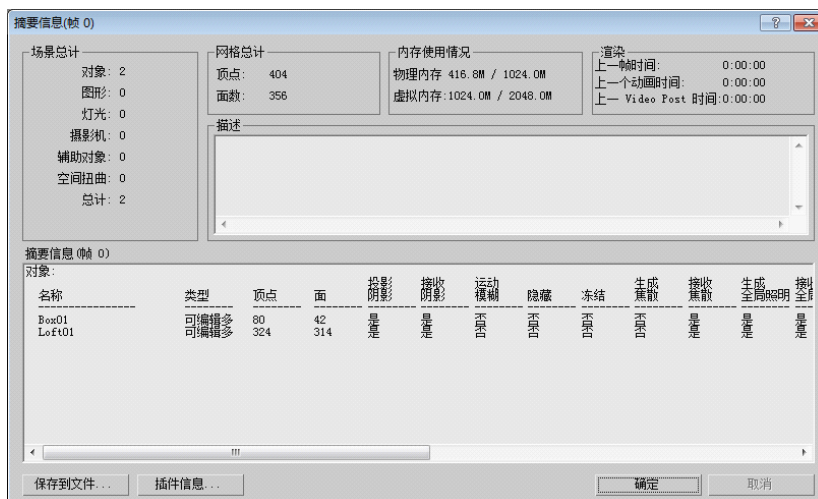 摘要信息(帧 0)
场景总计
对象: 2
图形: 0
灯光: 0
摄影机: 0
辅助对象: 0
空间扭曲: 0
总计: 2
网格总计
顶点: 404
面数: 356
内存使用情况
物理内存 416.8M / 1024.0M
虚拟内存:1024.0M / 2048.0M
渲染
上一帧时间: 0:00:00
上一个动画时间: 0:00:00
上一 Video Post 时间:0:00:00
描述
摘要信息(帧 0)
对象:
名称 类型 顶点 面 投影阴影 接收阴影 运动模糊 隐藏 冻结 生成焦散 接收焦散 生成全局照明 接收全局
Box01 可编辑多 80 42 是 是 否 否 否 否 是 是 是
Loft01 可编辑多 324 314 是 是 否 否 否 否 是 是 是
保存到文件... 插件信息... 确定 取消